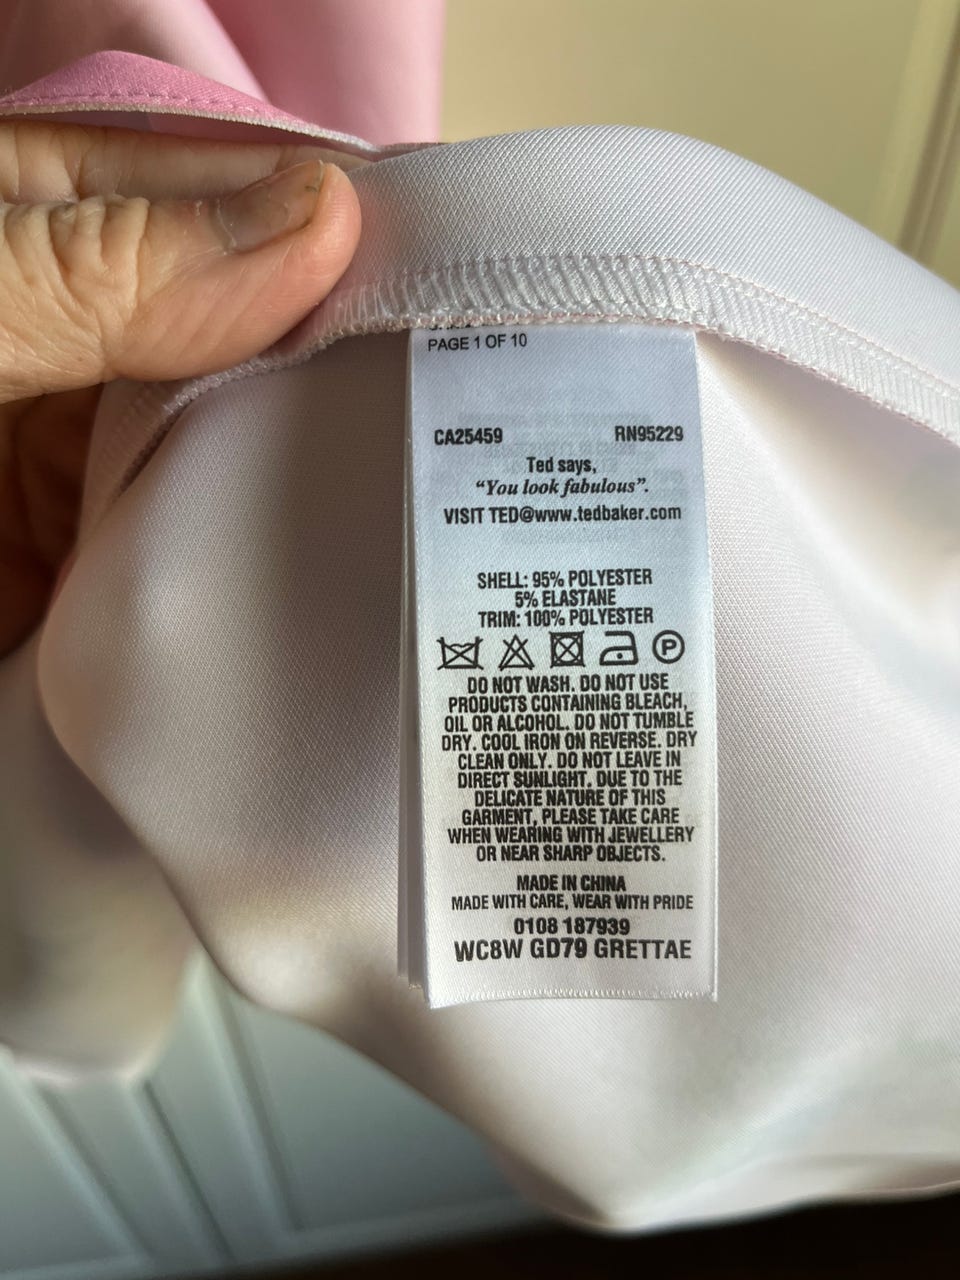 PAGE 1 OF 10
CA25459 RN95229
Ted says,
“You look fabulous”.
VISIT TED@www.tedbaker.com
SHELL: 95% POLYESTER
5% ELASTANE
TRIM: 100% POLYESTER
P
DO NOT WASH. DO NOT USE
PRODUCTS CONTAINING BLEACH,
OIL OR ALCOHOL. DO NOT TUMBLE
DRY. COOL IRON ON REVERSE. DRY
CLEAN ONLY. DO NOT LEAVE IN
DIRECT SUNLIGHT. DUE TO THE
DELICATE NATURE OF THIS
GARMENT, PLEASE TAKE CARE
WHEN WEARING WITH JEWELLERY
OR NEAR SHARP OBJECTS.
MADE IN CHINA
MADE WITH CARE, WEAR WITH PRIDE
0108 187939
WC8W GD79 GRETTAE